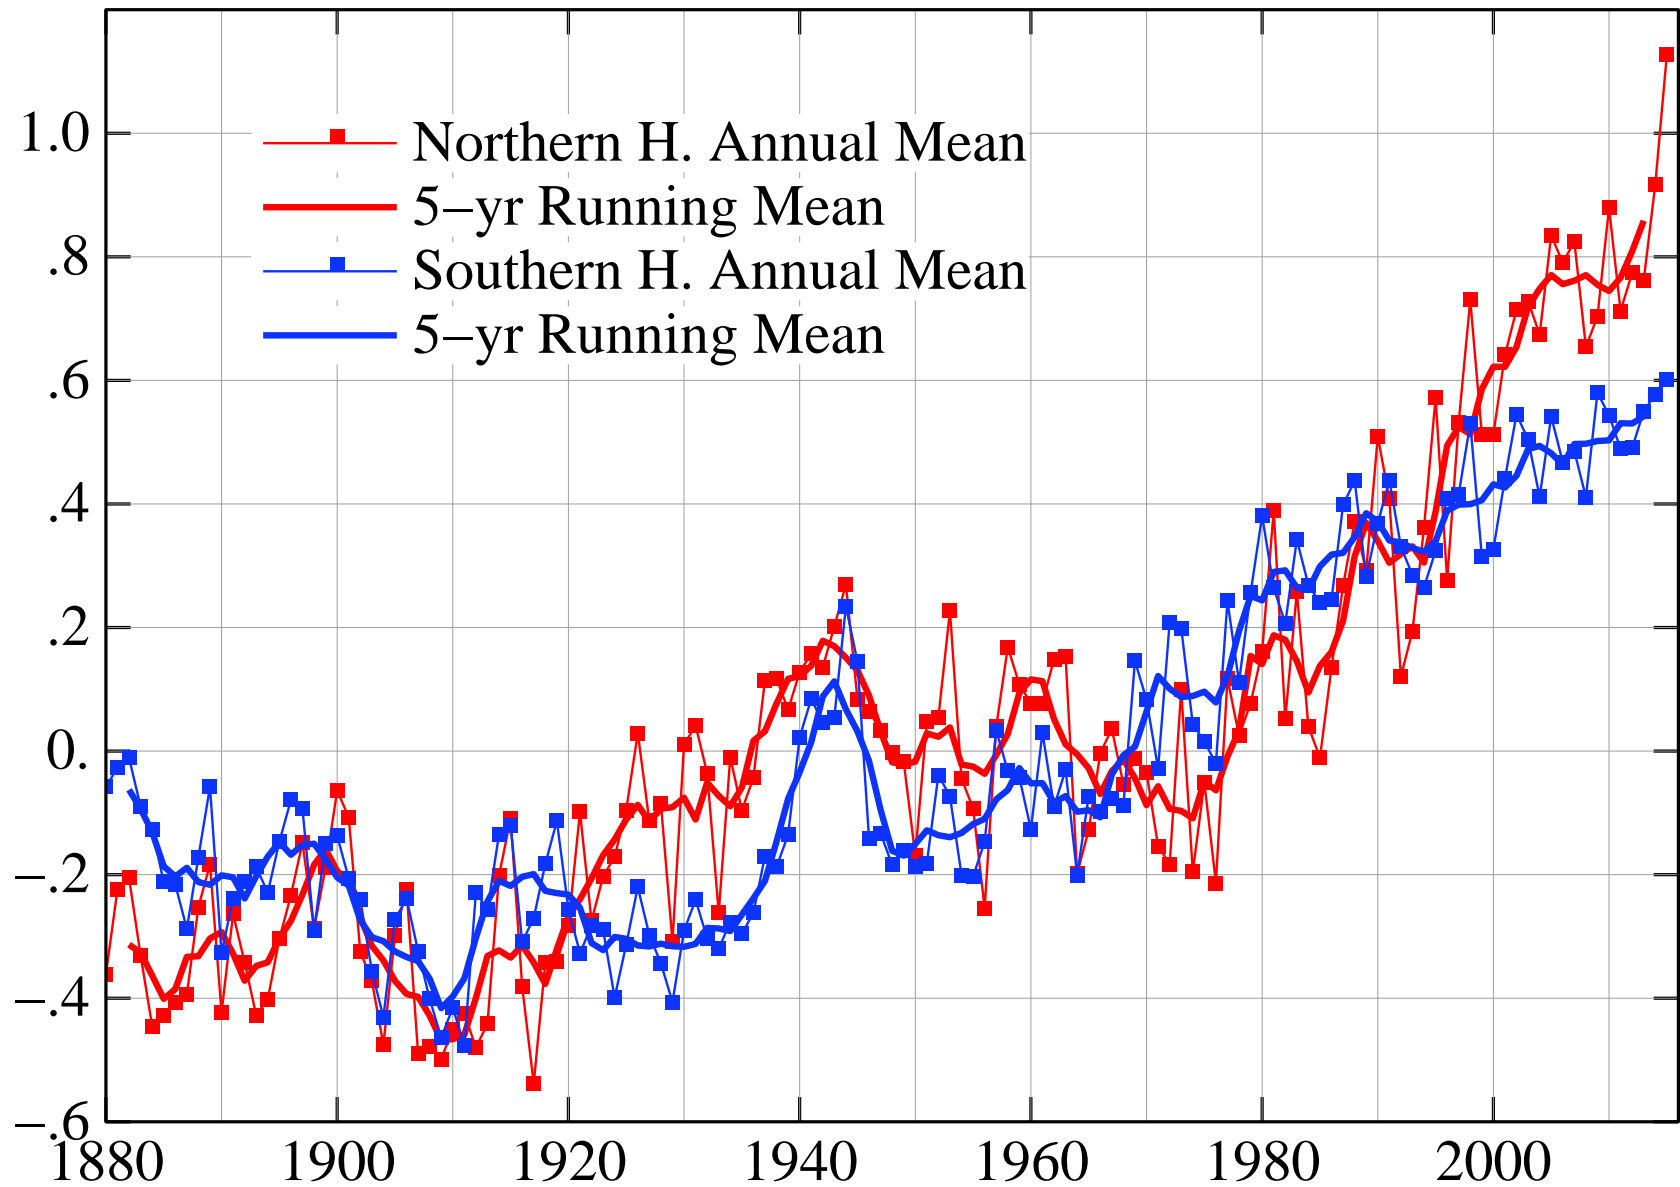 1.0
.8
.6
.4
.2
0.
−.2
−.4
−.6
Northern H. Annual Mean
5−yr Running Mean
Southern H. Annual Mean
5−yr Running Mean
1880 1900 1920 1940 1960 1980 2000